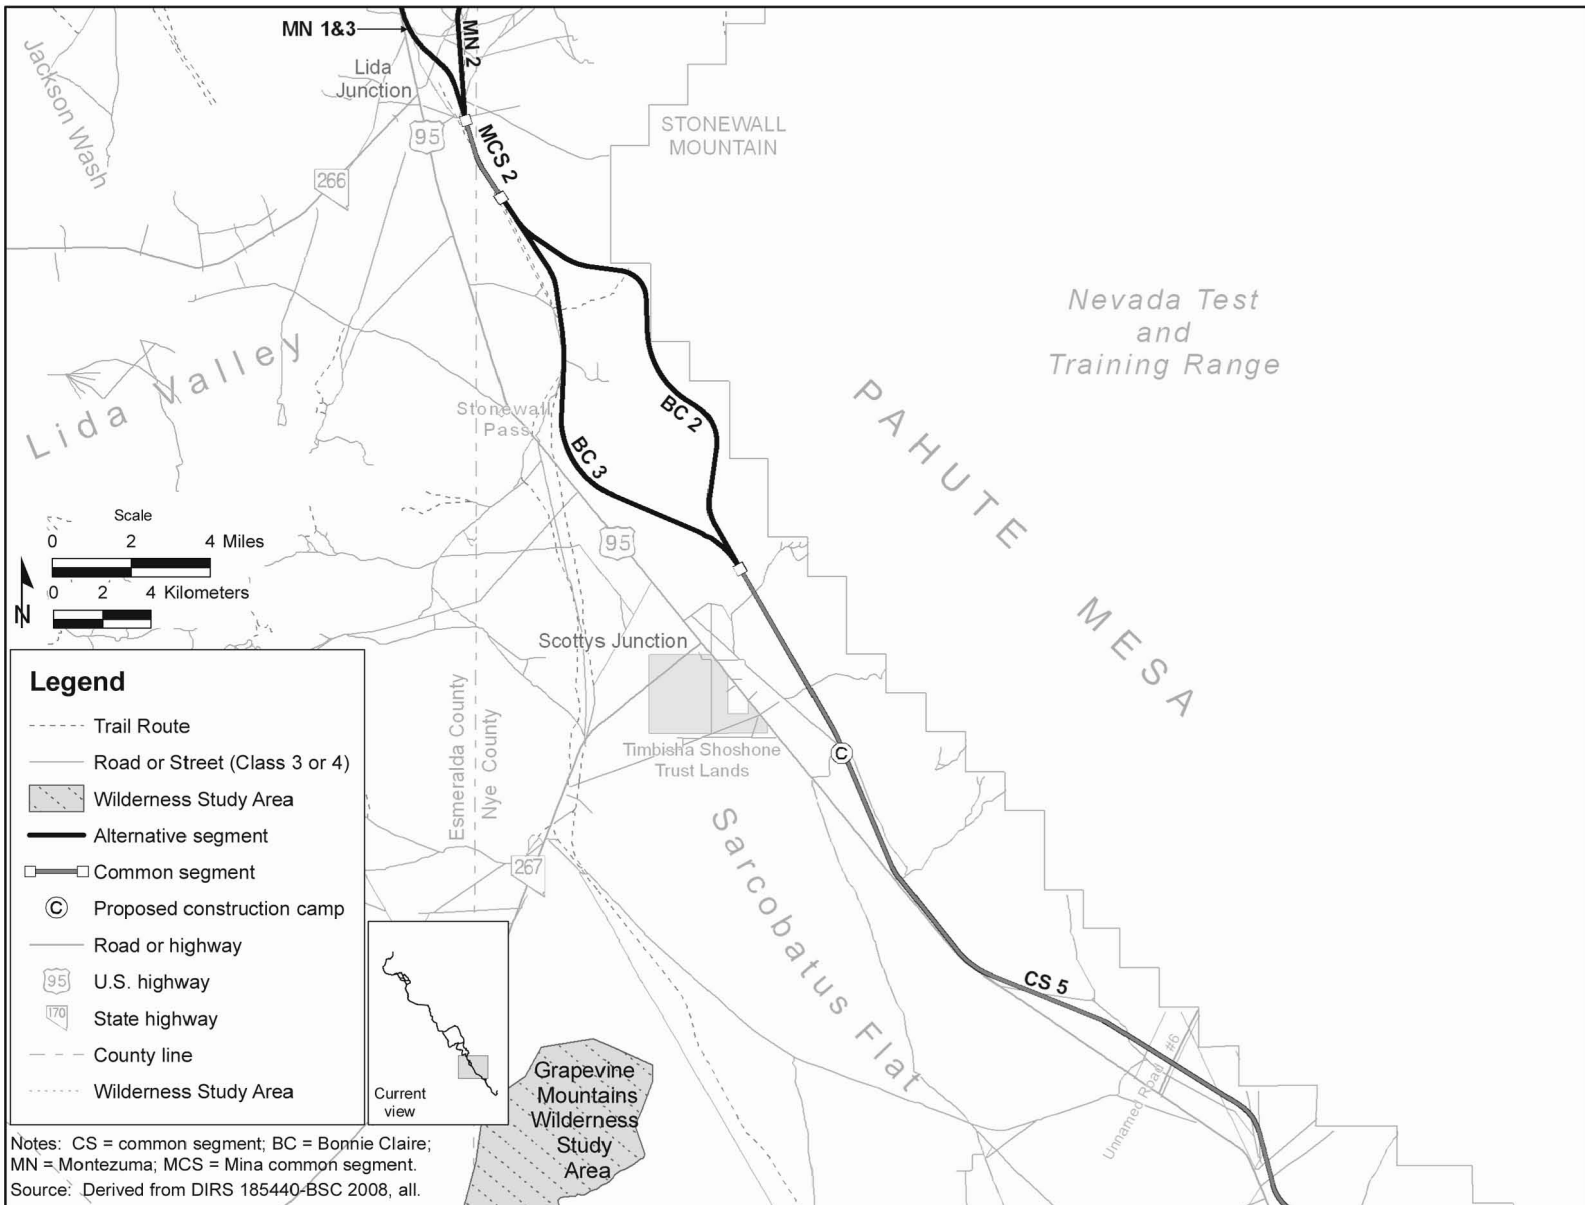 MN 1&3
MN 2
Jackson Wash
Lida
Junction
95
MCS 2
STONEWALL
MOUNTAIN
266
Nevada Test
and
Training Range
Lida Valley
Stonewall
Pass
BC 2
BC 3
PAHUTE MESA
Scale
0 2 4 Miles
0 2 4 Kilometers
N
95
Scottys Junction
Esmeralda County
Nye County
Timbisha Shoshone
Trust Lands
C
Sarcobatus Flat
267
CS 5
Unnamed Road #6
Legend
Trail Route
Road or Street (Class 3 or 4)
Wilderness Study Area
Alternative segment
Common segment
C Proposed construction camp
Road or highway
95 U.S. highway
170 State highway
County line
Wilderness Study Area
Current
view
Grapevine
Mountains
Wilderness
Study
Area
Notes: CS = common segment; BC = Bonnie Claire;
MN = Montezuma; MCS = Mina common segment.
Source: Derived from DIRS 185440-BSC 2008, all.